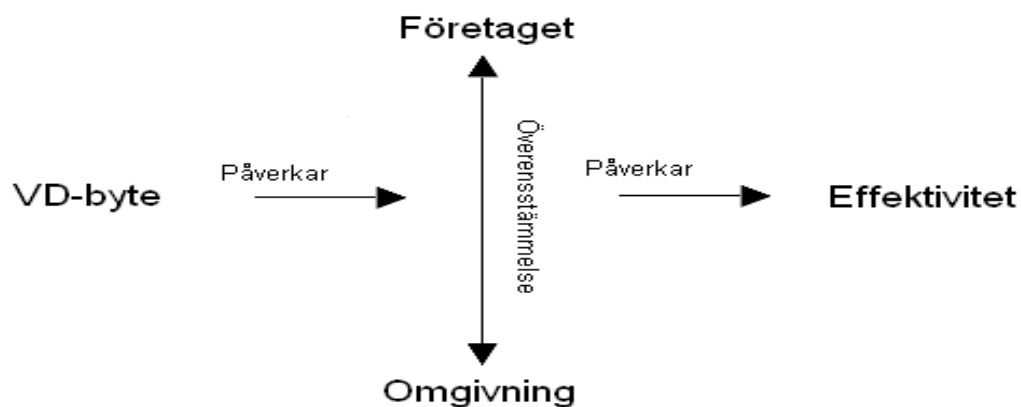 Företaget
VD-byte
Påverkar
Överensstämmelse
Påverkar
Effektivitet
Omgivning